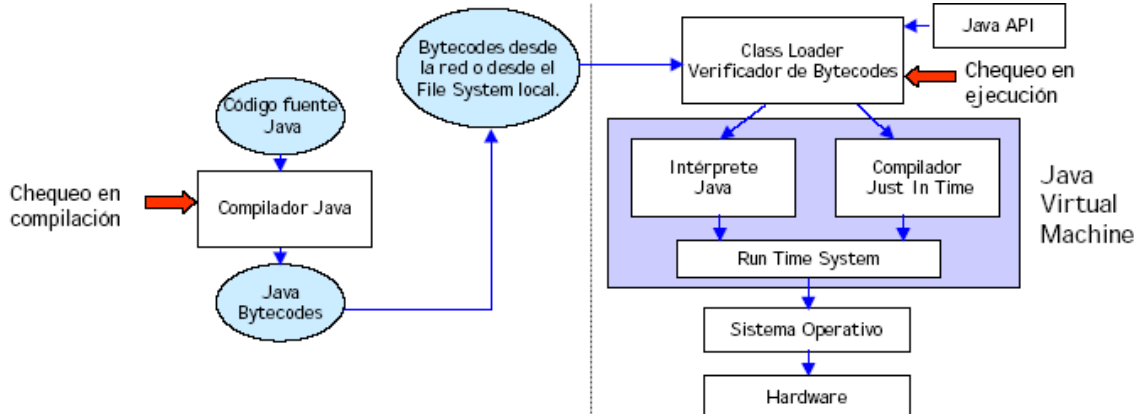 Código fuente
Java
Chequeo en
compilación
Compilador Java
Java
Bytecodes
Bytecodes desde
la red o desde el
File System local.
Java API
Class Loader
Verificador de Bytecodes
Chequeo en
ejecución
Intérprete
Java
Compilador
Just In Time
Java
Virtual
Machine
Run Time System
Sistema Operativo
Hardware